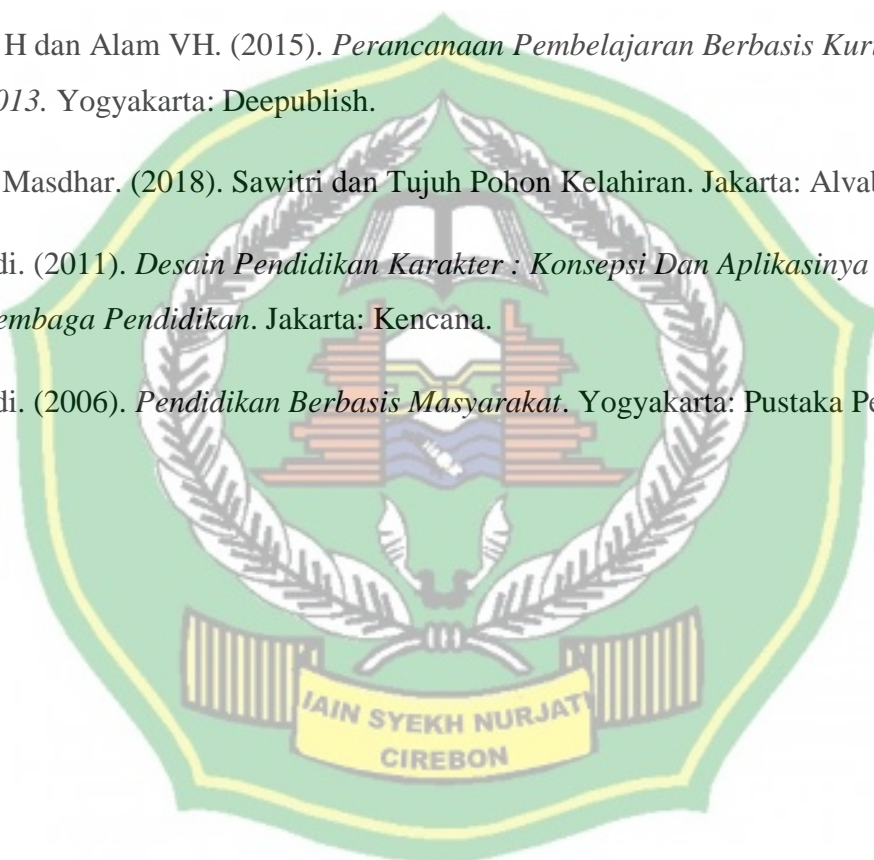 H dan Alam VH. (2015). Perancanaan Pembelajaran Berbasis Kur
013. Yogyakarta: Deepublish.
Masdhar. (2018). Sawitri dan Tujuh Pohon Kelahiran. Jakarta: Alvab
di. (2011). Desain Pendidikan Karakter : Konsepsi Dan Aplikasinya
embaga Pendidikan. Jakarta: Kencana.
di. (2006). Pendidikan Berbasis Masyarakat. Yogyakarta: Pustaka Pe
IAIN SYEKH NURJATI
CIREBON